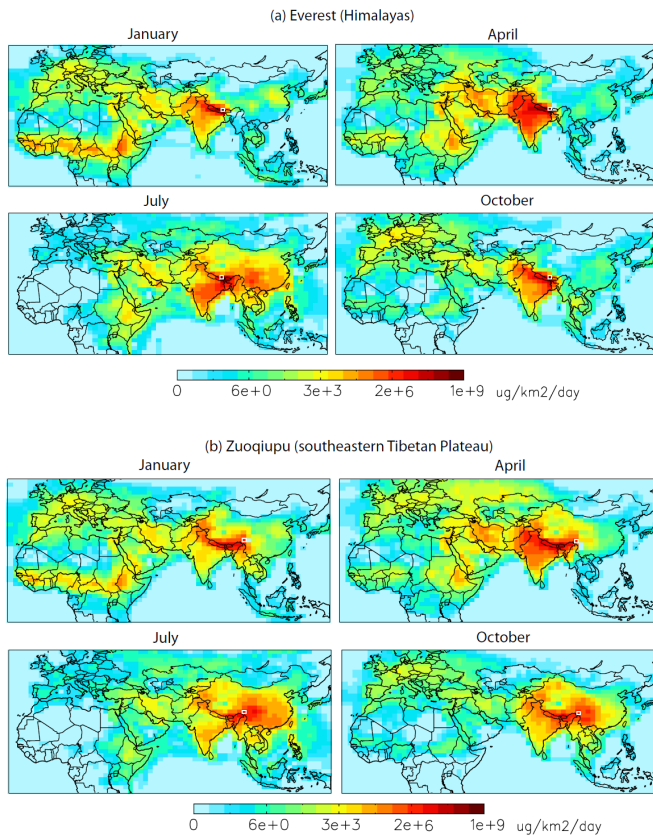 (a) Everest (Himalayas)
January
April
July
October
0 6e+0 3e+3 2e+6 1e+9 ug/km2/day
(b) Zuoqiupu (southeastern Tibetan Plateau)
January
April
July
October
0 6e+0 3e+3 2e+6 1e+9 ug/km2/day